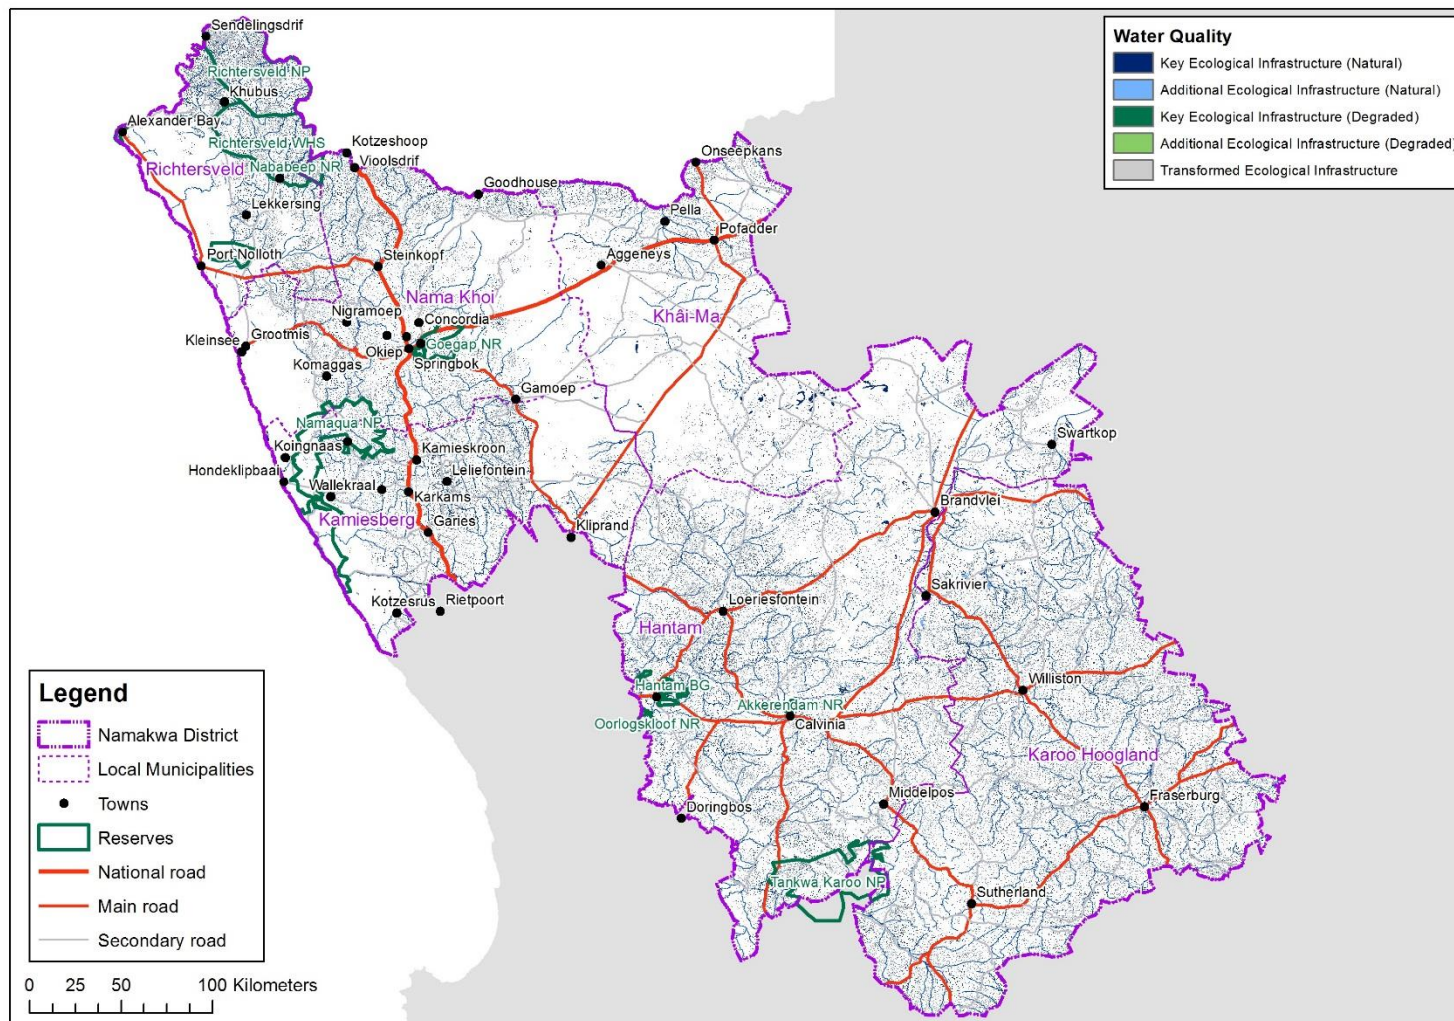 Sendelingsdrif
Richtersveld NP
Khubus
Alexander Bay
Richtersveld WHS
Kotzeshoop
Richtersveld
Nababeep NR
Vioolsdrif
Onseepkans
Goodhouse
Lekkersing
Pella
Pofadder
Port Nolloth
Steinkopf
Aggeneys
Nama Khoi
Khâi-Ma
Nigramoep
Concordia
Kleinsee
Grootmis
Okiep
Goegap NR
Springbok
Komaggas
Gamoep
Namaqua NP
Koingnaas
Kamieskroon
Swartkop
Hondeklipbaai
Leliefontein
Wallekraal
Karkams
Kamiesberg
Garies
Kliprand
Brandvlei
Sakrivier
Kotzesrus
Rietpoort
Loeriesfontein
Hantam
Hantam BG
Akkerendam NR
Williston
Oorlogskloof NR
Calvinia
Karoo Hoogland
Doringbos
Middelpos
Fraserburg
Tankwa Karoo NP
Sutherland
Water Quality
Key Ecological Infrastructure (Natural)
Additional Ecological Infrastructure (Natural)
Key Ecological Infrastructure (Degraded)
Additional Ecological Infrastructure (Degraded)
Transformed Ecological Infrastructure
Legend
Namakwa District
Local Municipalities
Towns
Reserves
National road
Main road
Secondary road
0 25 50 100 Kilometers